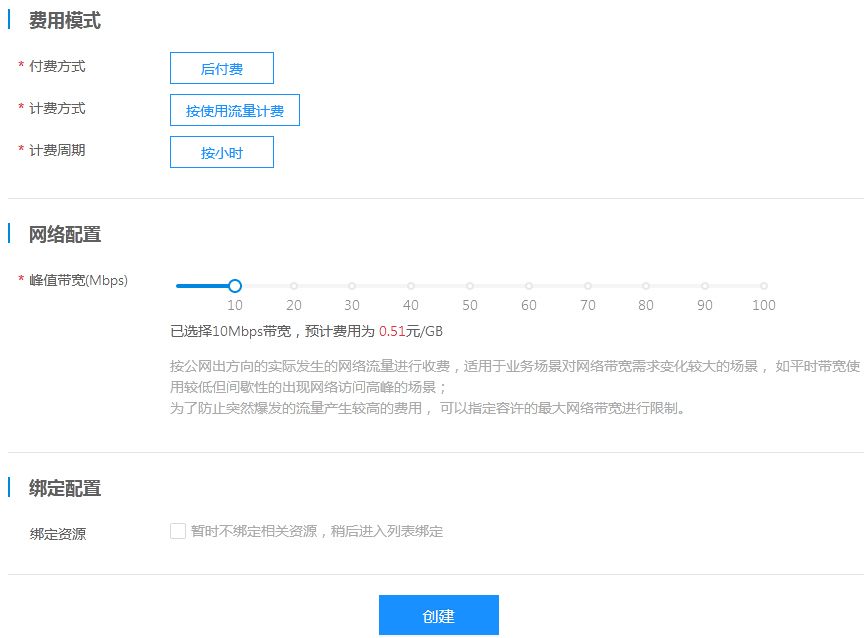 费用模式
* 付费方式 后付费
* 计费方式 按使用流量计费
* 计费周期 按小时
网络配置
* 峰值带宽(Mbps)
10 20 30 40 50 60 70 80 90 100
已选择10Mbps带宽，预计费用为 0.51元/GB
按公网出方向的实际发生的网络流量进行收费，适用于业务场景对网络带宽需求变化较大的场景， 如平时带宽使
用较低但间歇性的出现网络访问高峰的场景；
为了防止突然爆发的流量产生较高的费用， 可以指定容许的最大网络带宽进行限制。
绑定配置
绑定资源 暂时不绑定相关资源，稍后进入列表绑定
创建